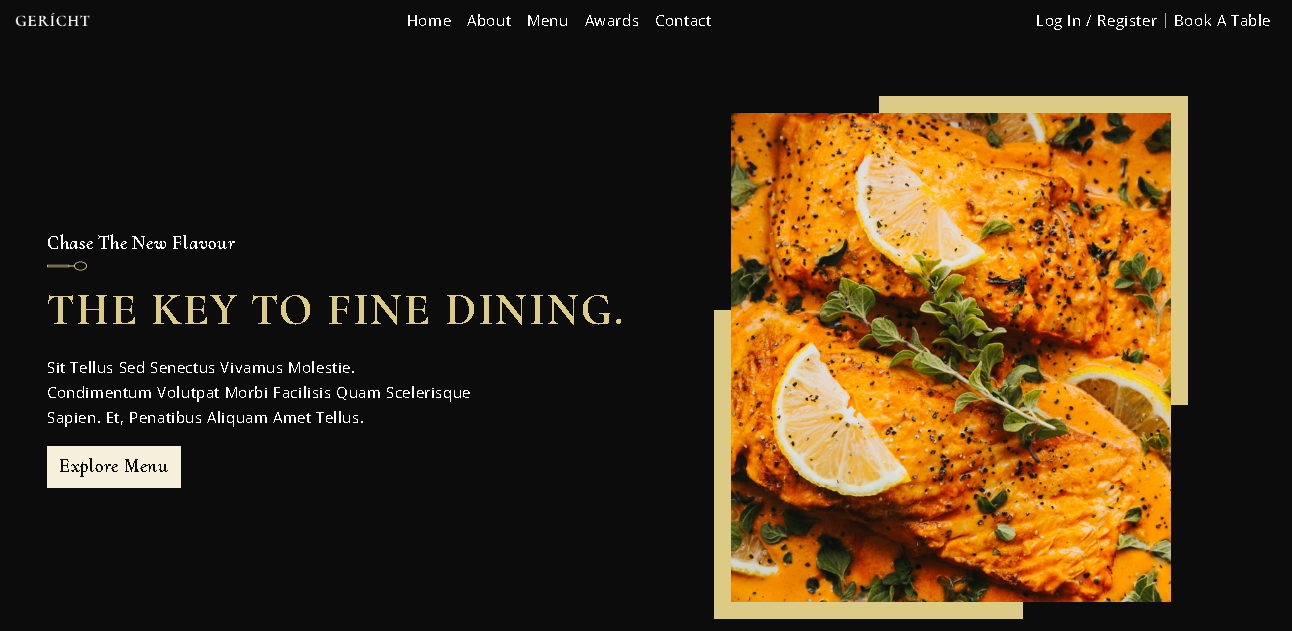 GERÍCHT
Home About Menu Awards Contact
Log In / Register | Book A Table
Chase The New Flavour
THE KEY TO FINE DINING.
Sit Tellus Sed Senectus Vivamus Molestie.
Condimentum Volutpat Morbi Facilisis Quam Scelerisque
Sapien. Et, Penatibus Aliquam Amet Tellus.
Explore Menu